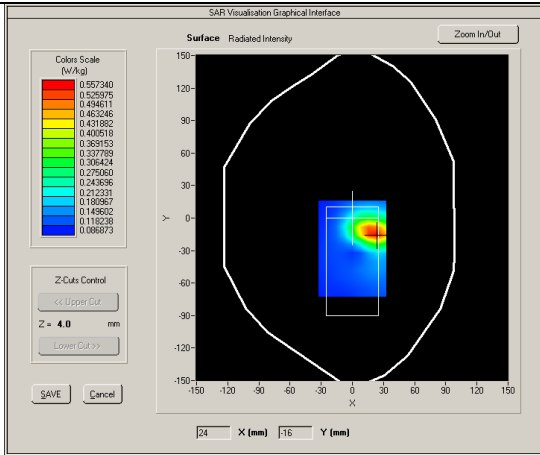 SAR Visualisation Graphical Interface
Surface Radiated Intensity
Zoom In/Out
Colors Scale
(W/kg)
0.557340
0.525975
0.494611
0.463246
0.431882
0.400518
0.369153
0.337789
0.306424
0.275060
0.243696
0.212331
0.180967
0.149602
0.118238
0.086873
Z-Cuts Control
<< Upper Cut
Z = 4.0 mm
Lower Cut >>
SAVE Cancel
150
120
90
60
30
0
-30
-60
-90
-120
-150
Y
-150 -120 -90 -60 -30 0 30 60 90 120 150
X
24 X (mm) -16 Y (mm)